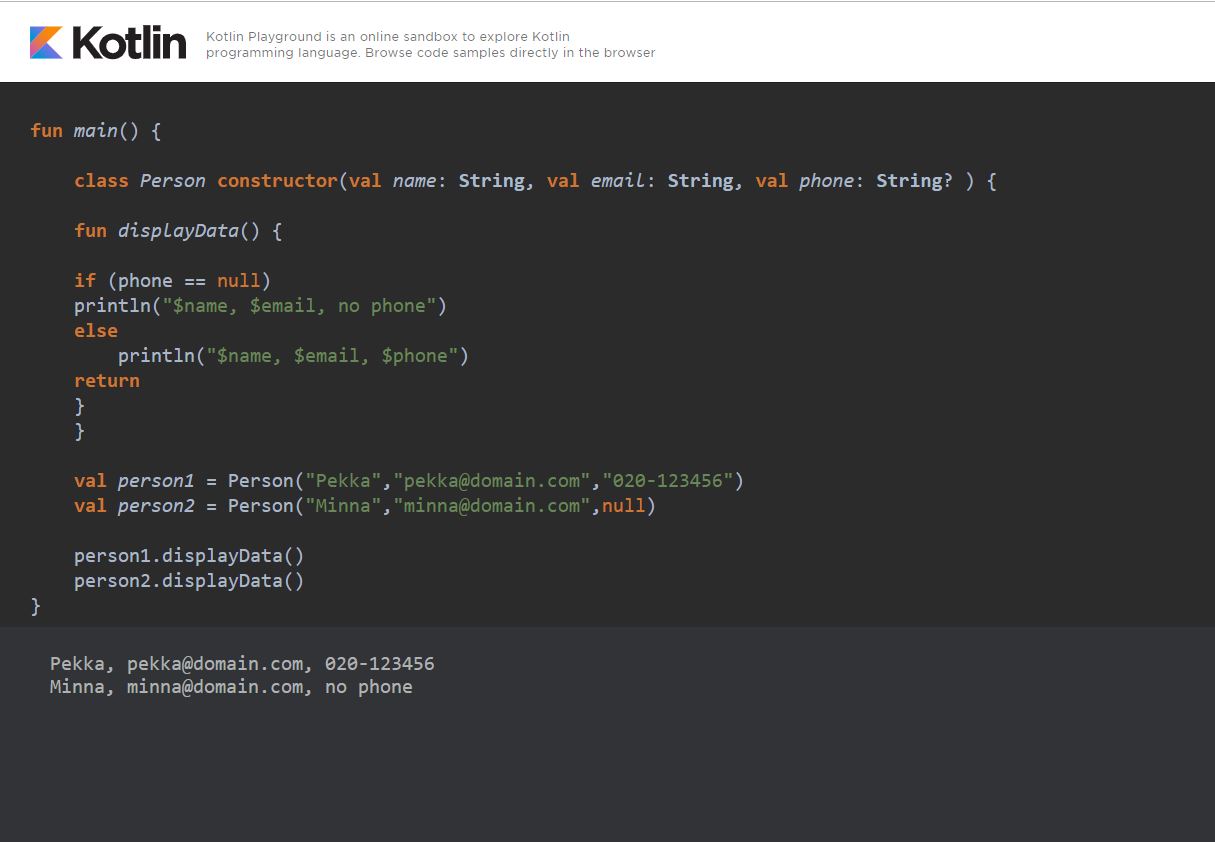 Kotlin
Kotlin Playground is an online sandbox to explore Kotlin
programming language. Browse code samples directly in the browser
fun main() {
class Person constructor(val name: String, val email: String, val phone: String? ) {
fun displayData() {
if (phone == null)
println("$name, $email, no phone")
else
println("$name, $email, $phone")
return
}
}
val person1 = Person("Pekka","pekka@domain.com","020-123456")
val person2 = Person("Minna","minna@domain.com",null)
person1.displayData()
person2.displayData()
}
Pekka, pekka@domain.com, 020-123456
Minna, minna@domain.com, no phone